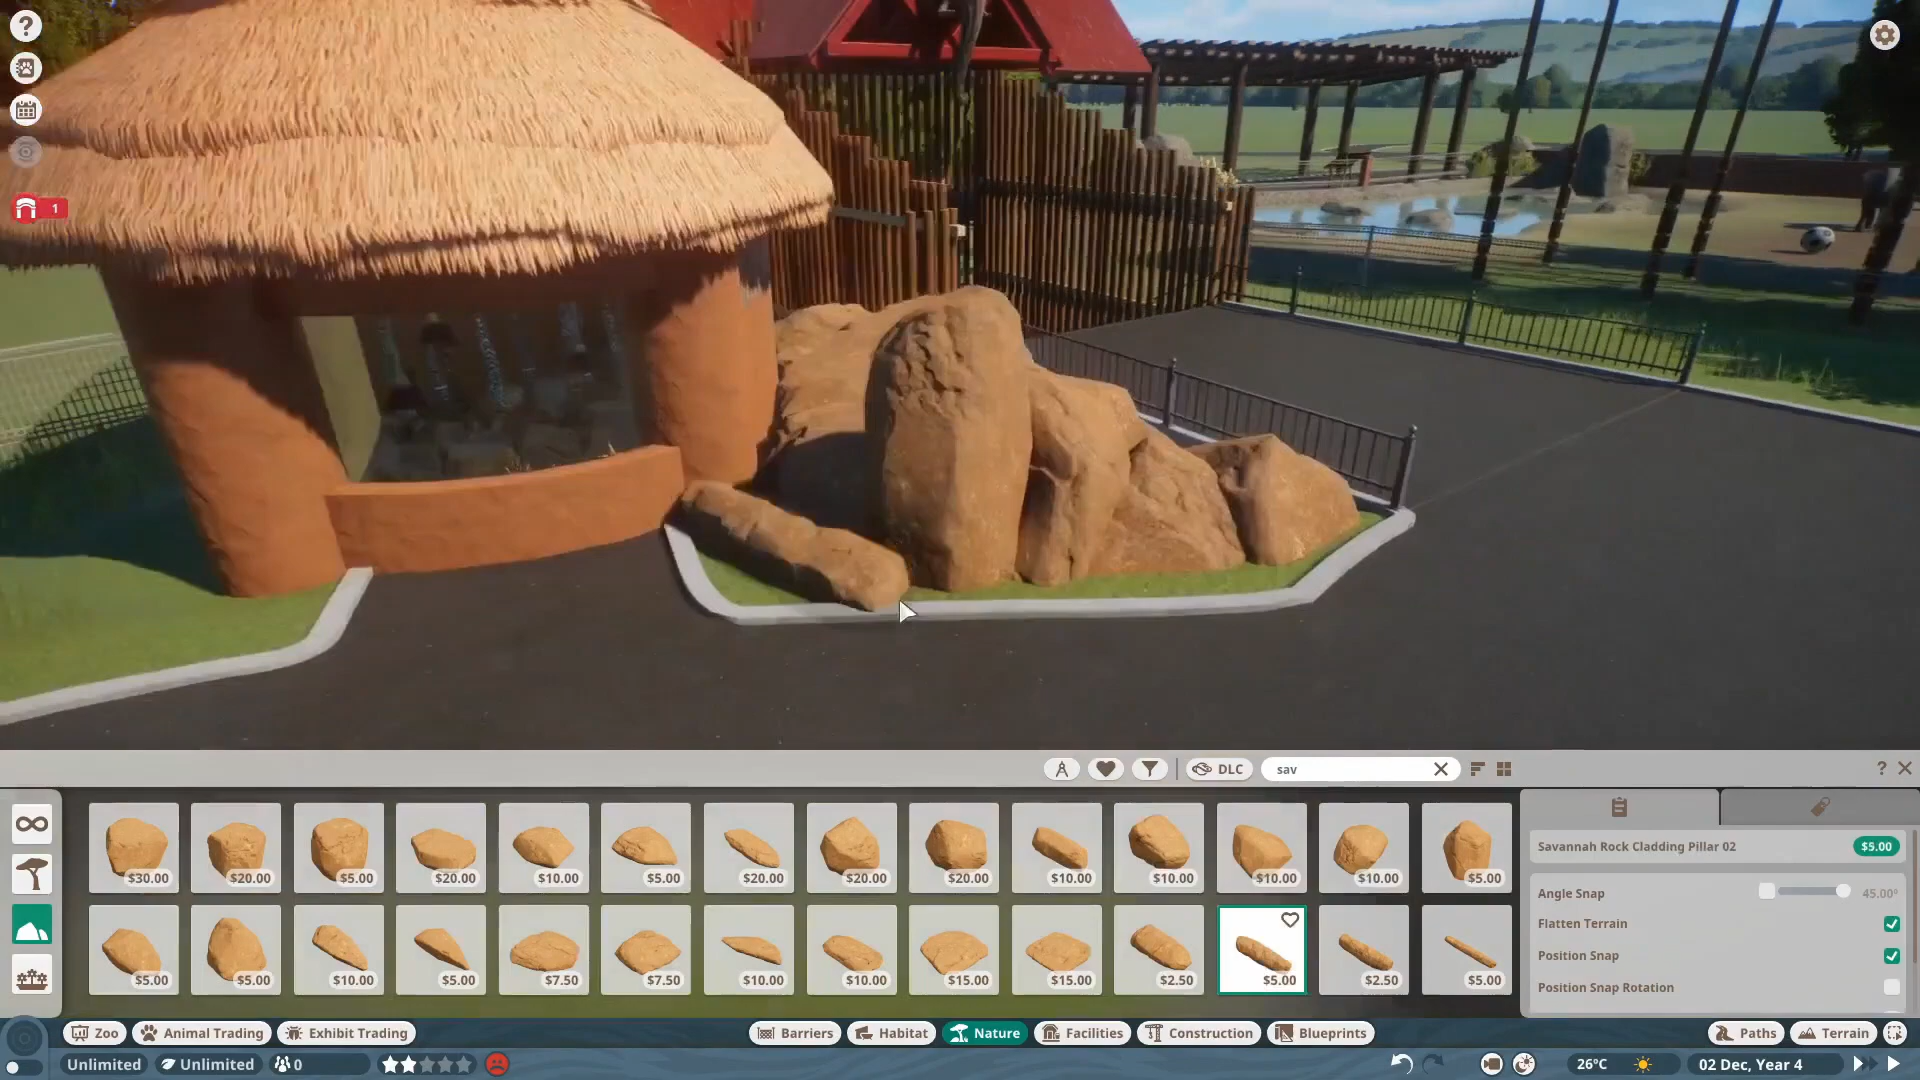 ?
1
DLC
sav
?
$30.00
$20.00
$5.00
$20.00
$10.00
$5.00
$20.00
$20.00
$20.00
$10.00
$10.00
$10.00
$10.00
$5.00
$5.00
$5.00
$10.00
$5.00
$7.50
$7.50
$10.00
$10.00
$15.00
$15.00
$2.50
$5.00
$2.50
$5.00
Savannah Rock Cladding Pillar 02
$5.00
Angle Snap
45.00°
Flatten Terrain
Position Snap
Position Snap Rotation
Zoo
Animal Trading
Exhibit Trading
Barriers
Habitat
Nature
Facilities
Construction
Blueprints
Paths
Terrain
Unlimited
Unlimited
0
26°C
02 Dec, Year 4